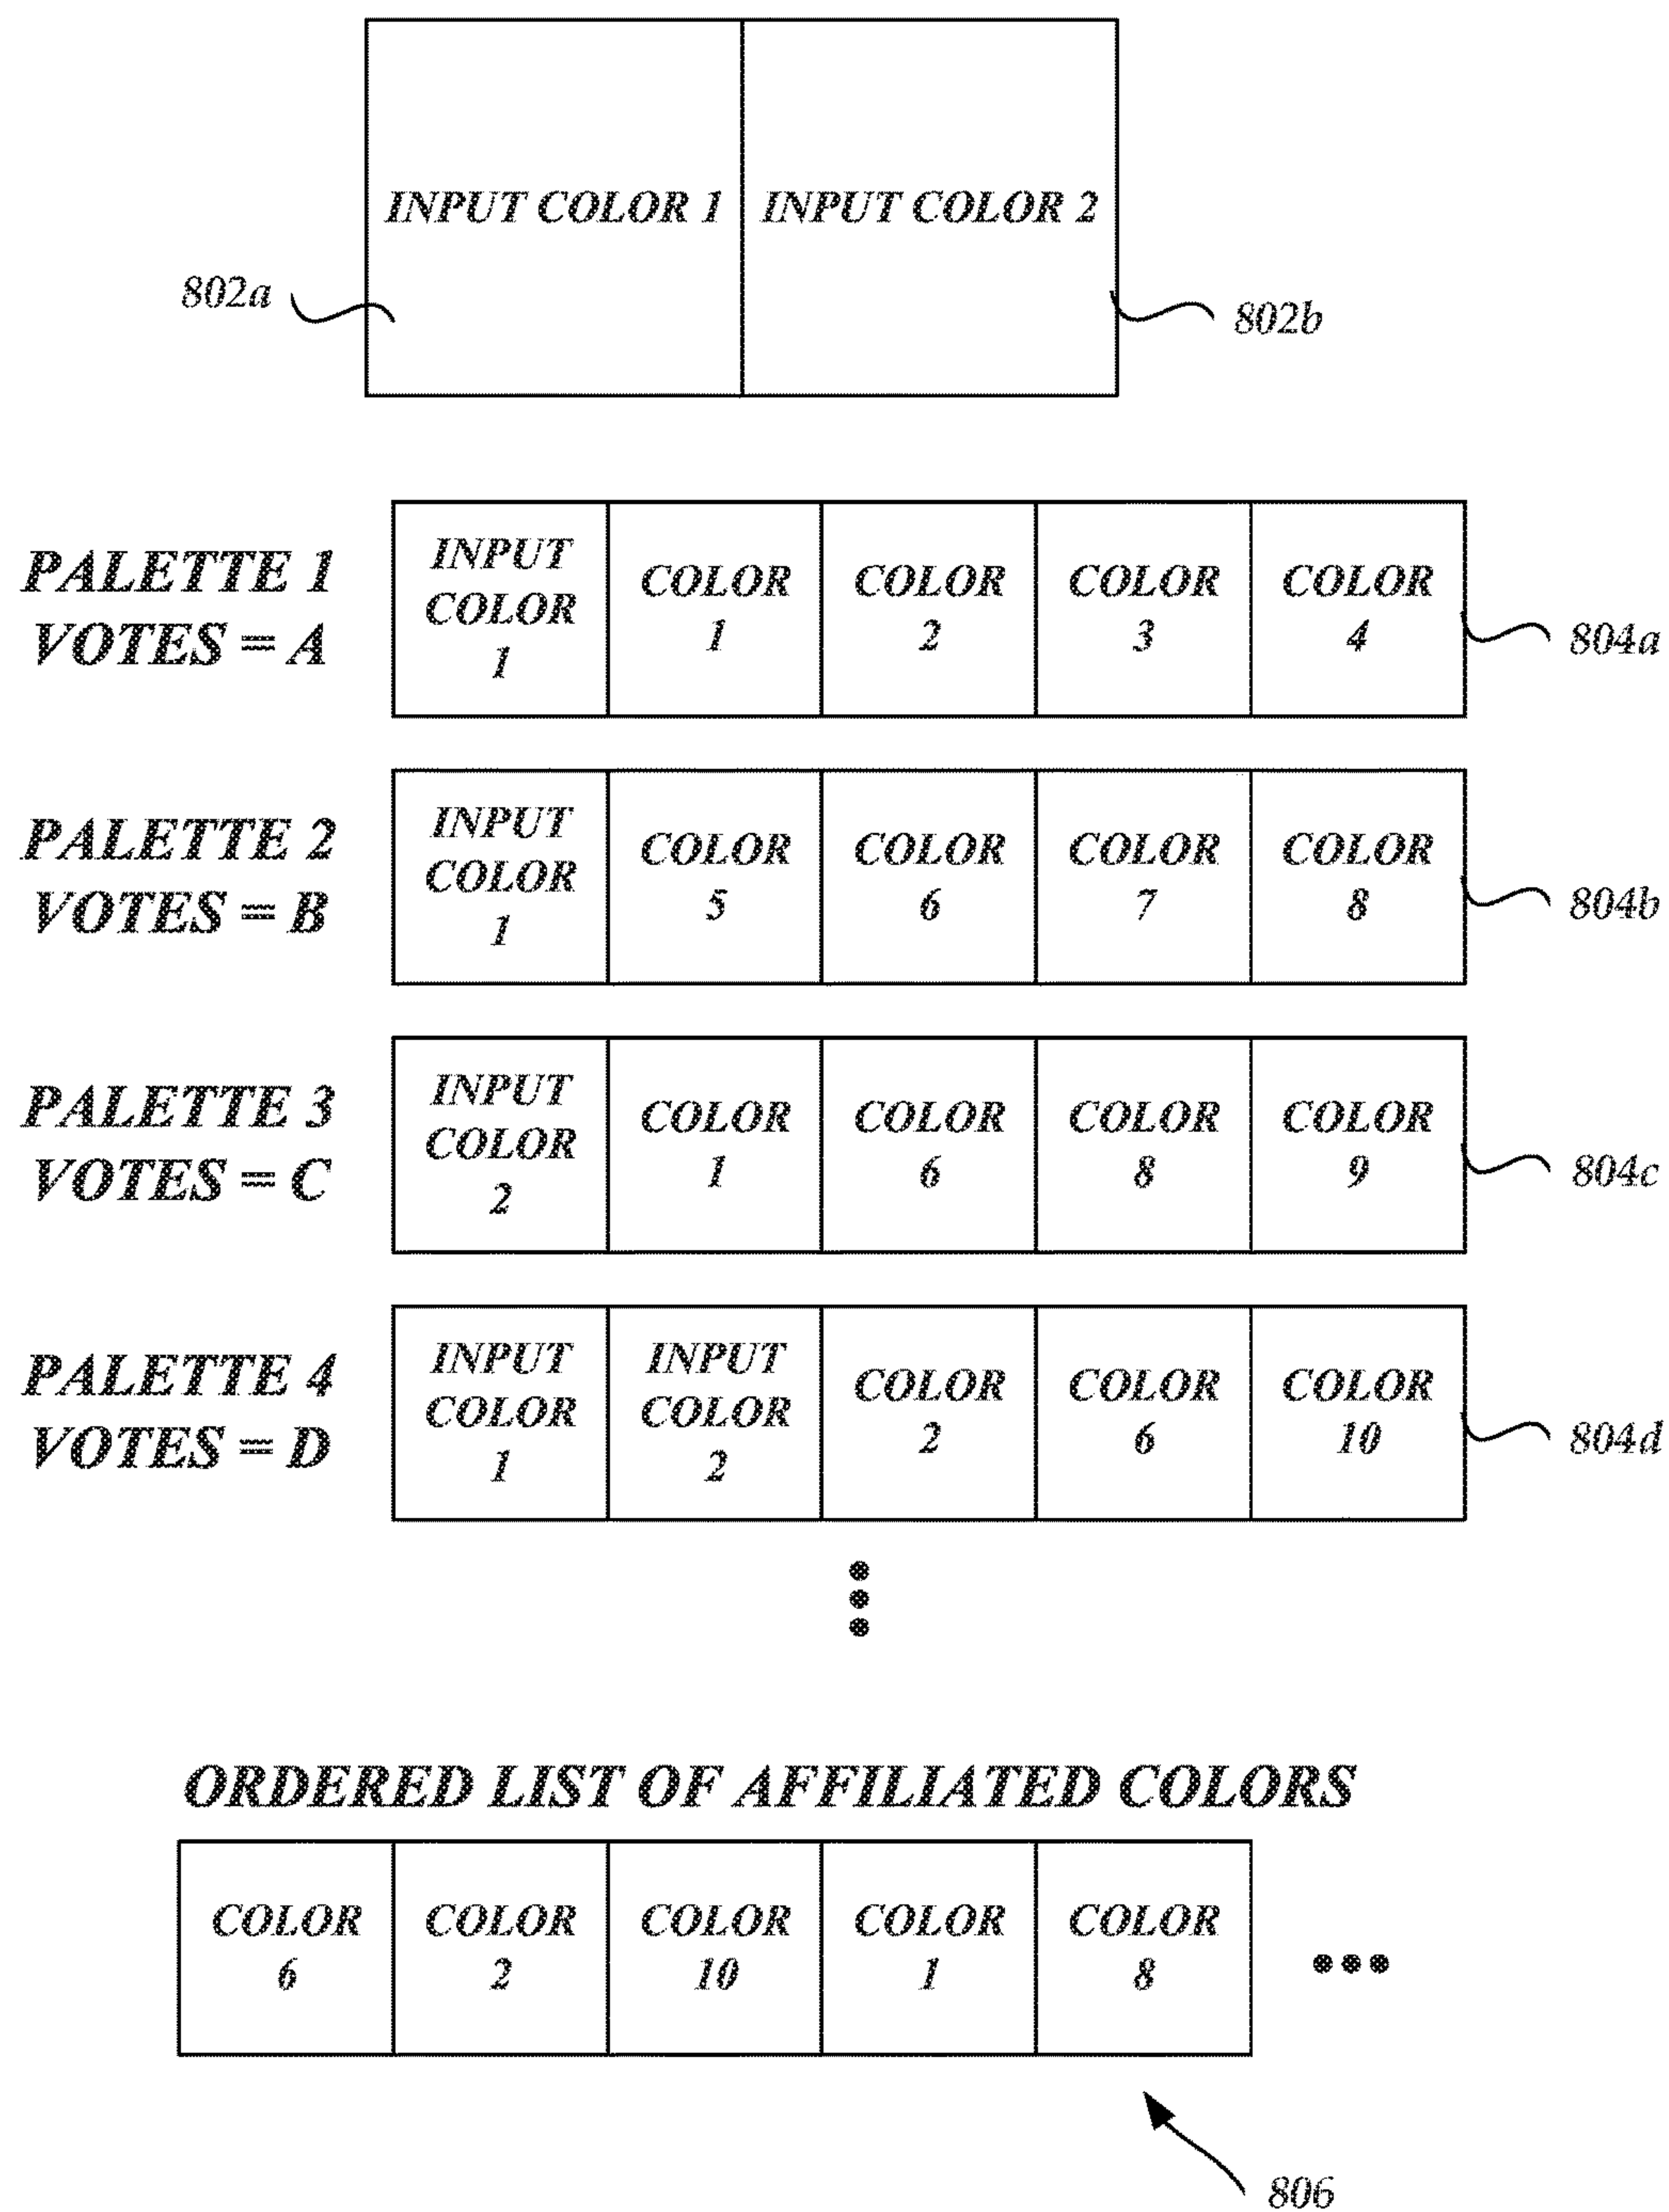 INPUT COLOR 1 INPUT COLOR 2
802a
802b
PALETTE 1
VOTES = A
INPUT
COLOR
1
COLOR
1
COLOR
2
COLOR
3
COLOR
4
804a
PALETTE 2
VOTES = B
INPUT
COLOR
1
COLOR
5
COLOR
6
COLOR
7
COLOR
8
804b
PALETTE 3
VOTES = C
INPUT
COLOR
2
COLOR
1
COLOR
6
COLOR
8
COLOR
9
804c
PALETTE 4
VOTES = D
INPUT
COLOR
1
INPUT
COLOR
2
COLOR
2
COLOR
6
COLOR
10
804d
ORDERED LIST OF AFFILIATED COLORS
COLOR
6
COLOR
2
COLOR
10
COLOR
1
COLOR
8
806